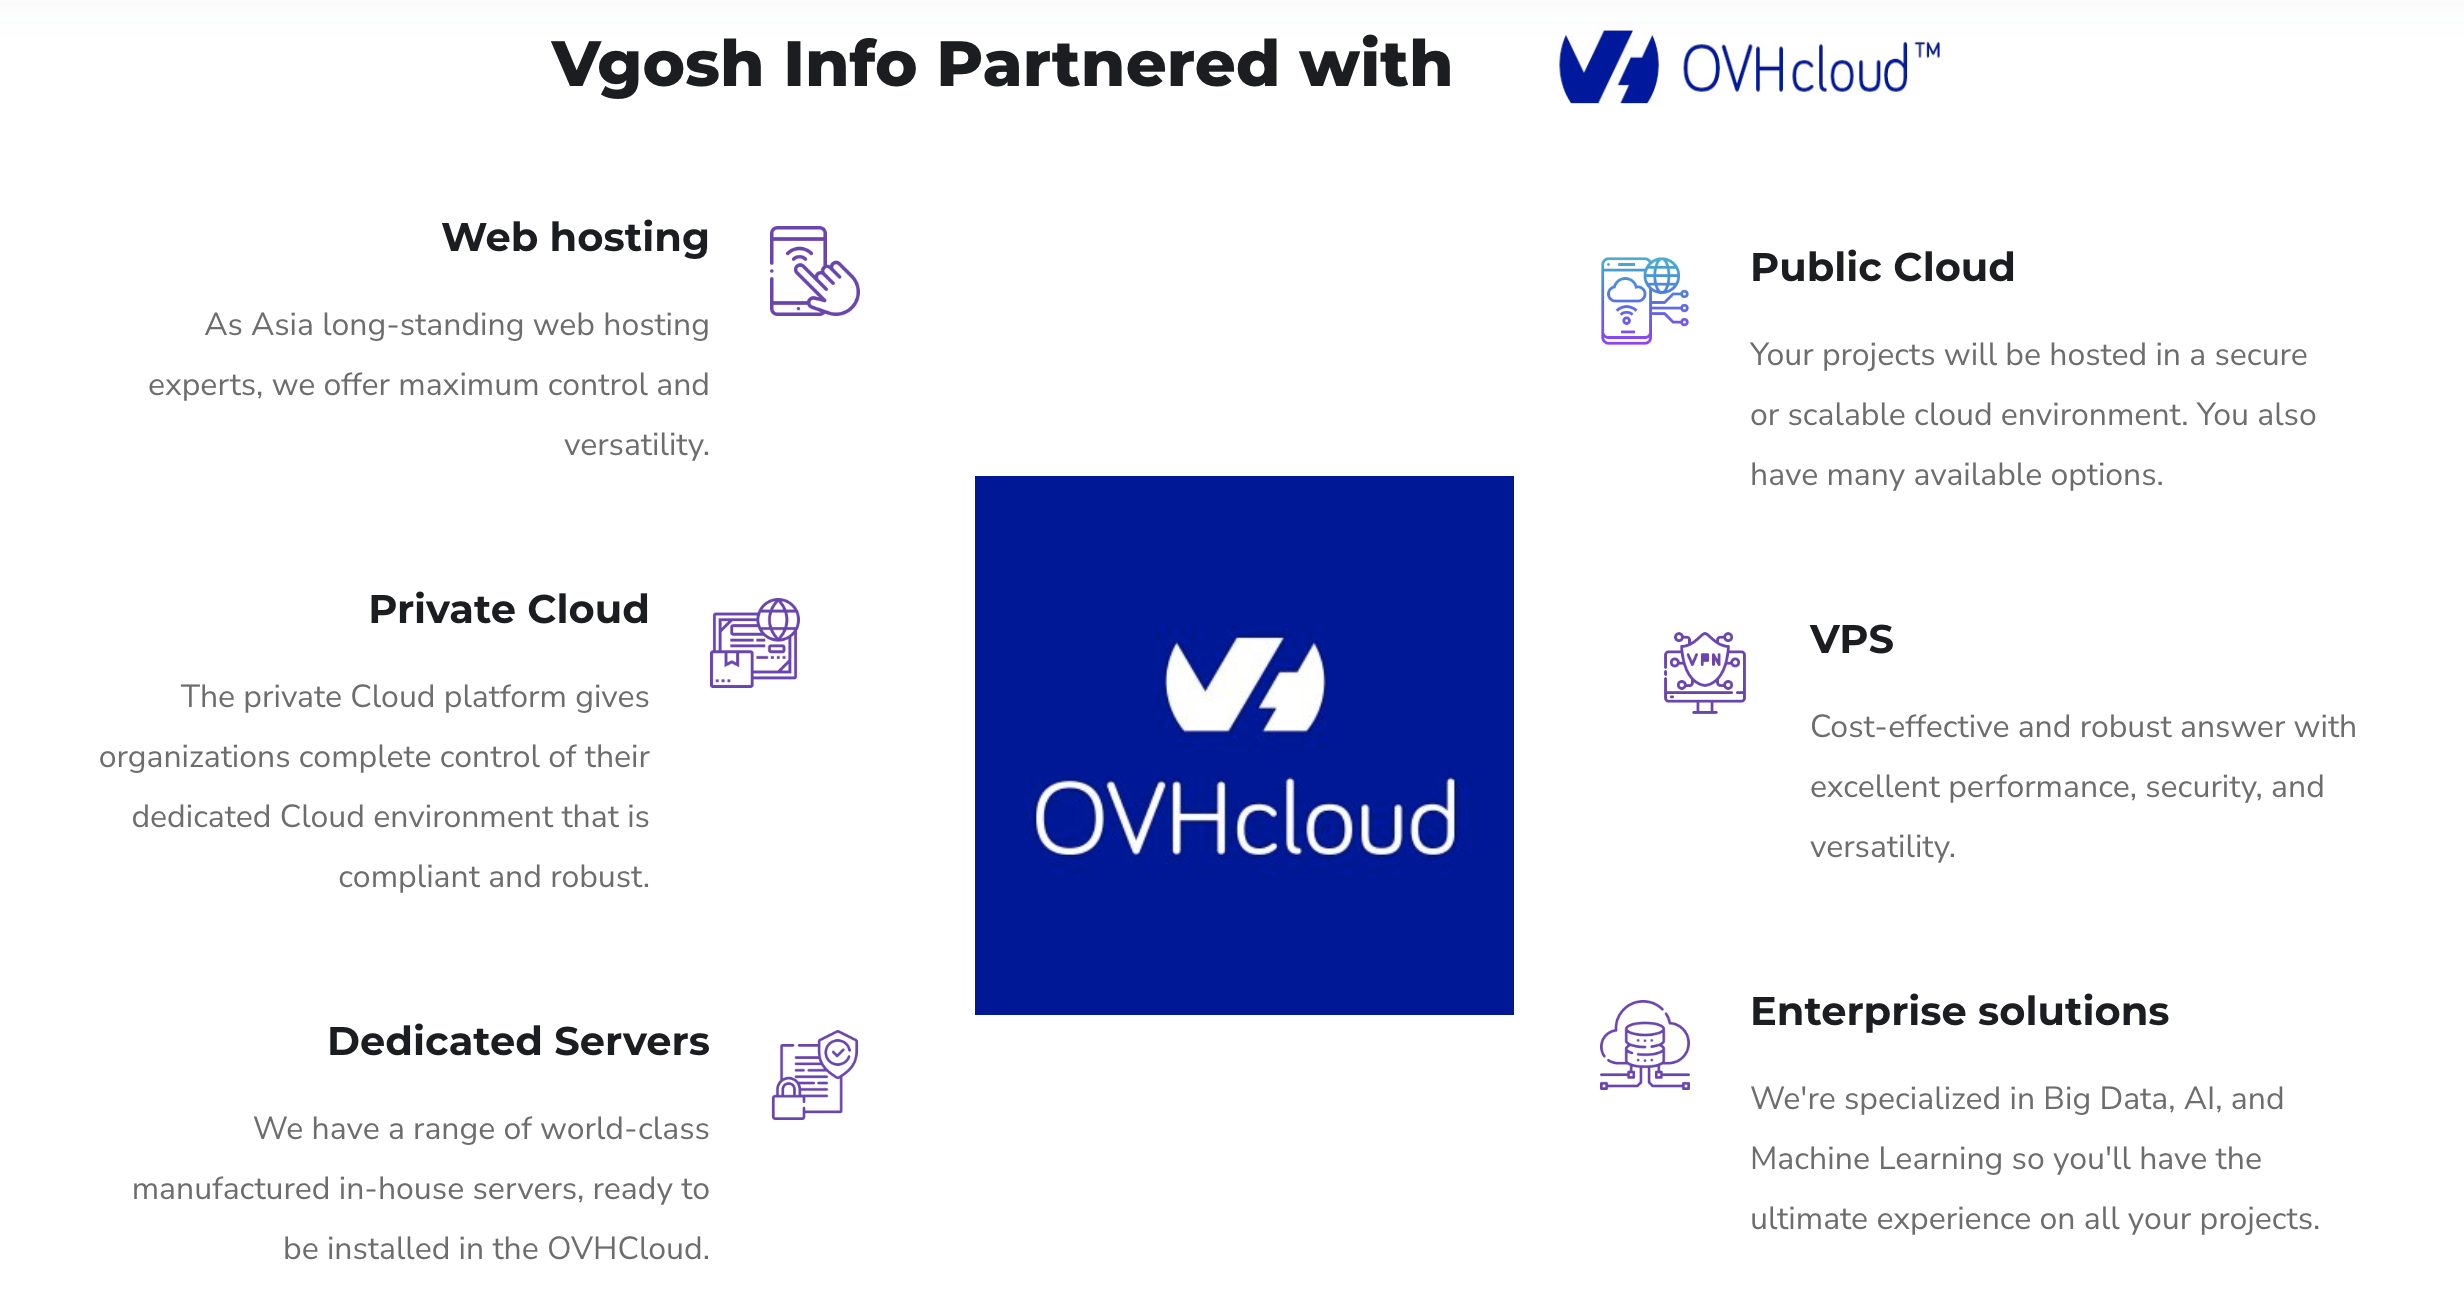 Vgosh Info Partnered with
OVHcloud™
Web hosting
As Asia long-standing web hosting
experts, we offer maximum control and
versatility.
Private Cloud
The private Cloud platform gives
organizations complete control of their
dedicated Cloud environment that is
compliant and robust.
Dedicated Servers
We have a range of world-class
manufactured in-house servers, ready to
be installed in the OVHCloud.
OVHcloud
Public Cloud
Your projects will be hosted in a secure
or scalable cloud environment. You also
have many available options.
VPN
VPS
Cost-effective and robust answer with
excellent performance, security, and
versatility.
Enterprise solutions
We're specialized in Big Data, AI, and
Machine Learning so you'll have the
ultimate experience on all your projects.